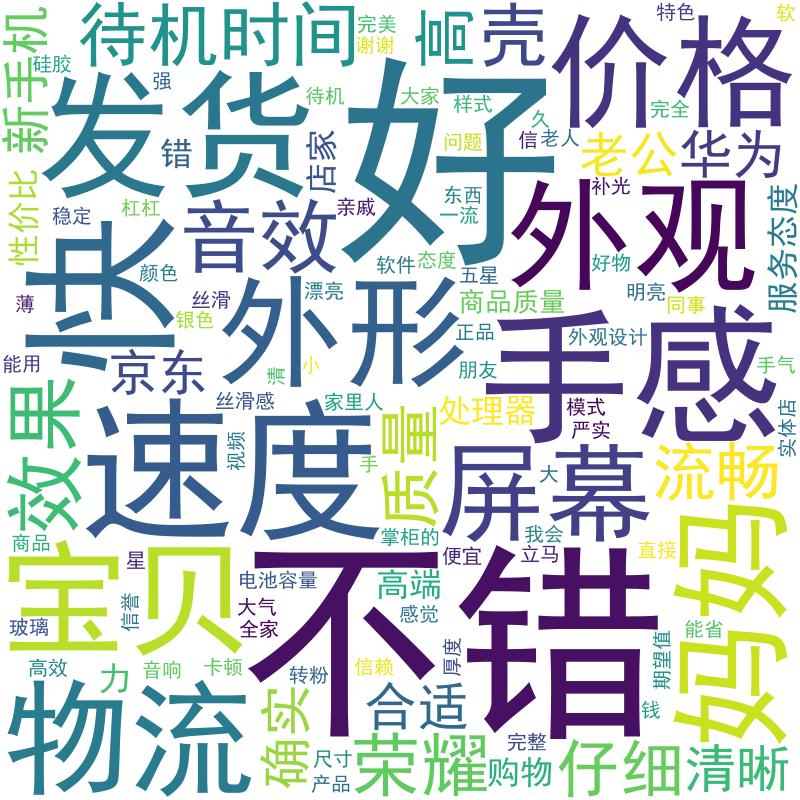 待机时间
完美
谢谢
高
壳
价格
特色
软
新手机
硅胶
强
发货
待机
好
大家
样式
久
完全
错
店家
问题
信
老人
老公
华为
性价比
稳定
杠杠
音效
亲戚
东西
一流
外观
补光
服务态度
快
颜色
软件
态度
五星
好物
薄
丝滑
银色
漂亮
外形
商品质量
明亮
同事
手感
能用
京东
清
小
正品
朋友
外观设计
手气
效果
丝滑感
家里人
处理器
模式
严实
实体店
速度
视频
手
质量
屏幕
大
流畅
商品
宝贝
星
掌柜的
我会
便宜
立马
直接
妈妈
不错
玻璃
信誉
电池容量
大气
全家
高端
感觉
能省
高效
力
音响
卡顿
转粉
信赖
厚度
期望值
物流
确实
合适
钱
尺寸
产品
荣耀
购物
完整
仔细
清晰